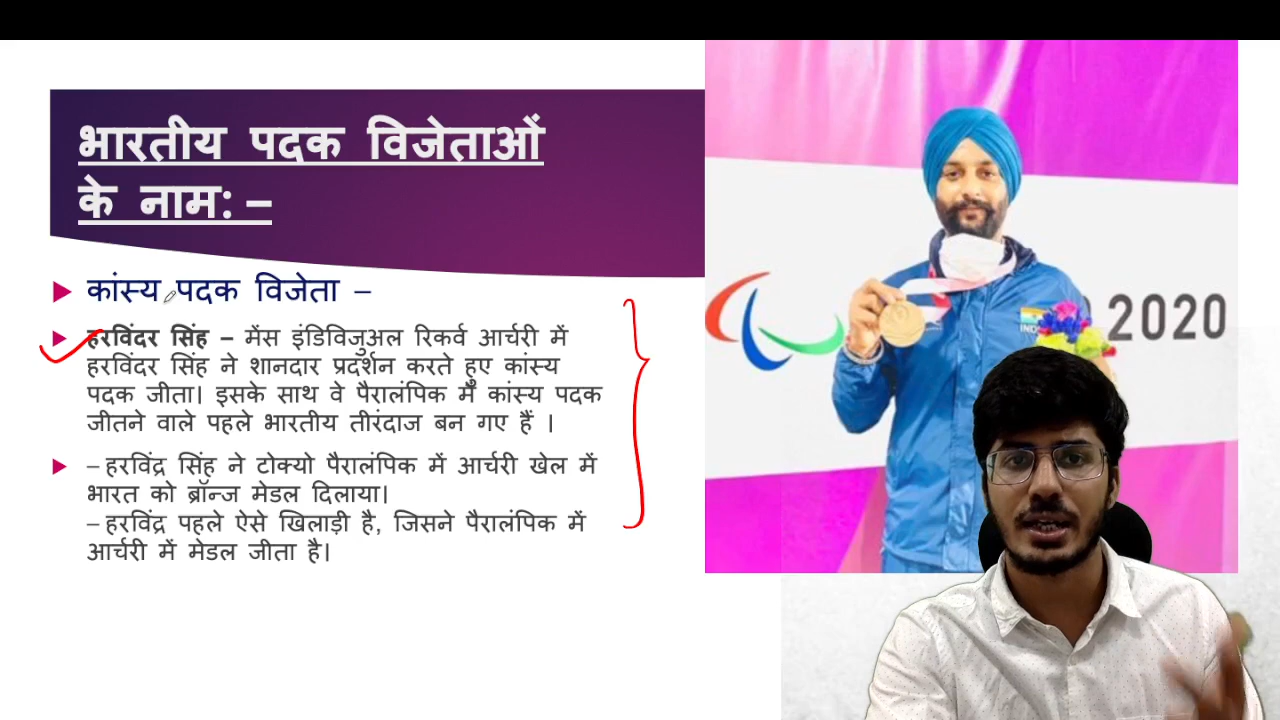 भारतीय पदक विजेताओं
के नाम: –
कांस्य पदक विजेता –
हरविंदर सिंह – मेंस इंडिविजुअल रिकर्व आर्चरी में
हरविंदर सिंह ने शानदार प्रदर्शन करते हुए कांस्य
पदक जीता। इसके साथ वे पैरालंपिक में कांस्य पदक
जीतने वाले पहले भारतीय तीरंदाज बन गए हैं ।
– हरविंद्र सिंह ने टोक्यो पैरालंपिक में आर्चरी खेल में
भारत को ब्रॉन्ज मेडल दिलाया।
– हरविंद्र पहले ऐसे खिलाड़ी है, जिसने पैरालंपिक में
आर्चरी में मेडल जीता है।
2020